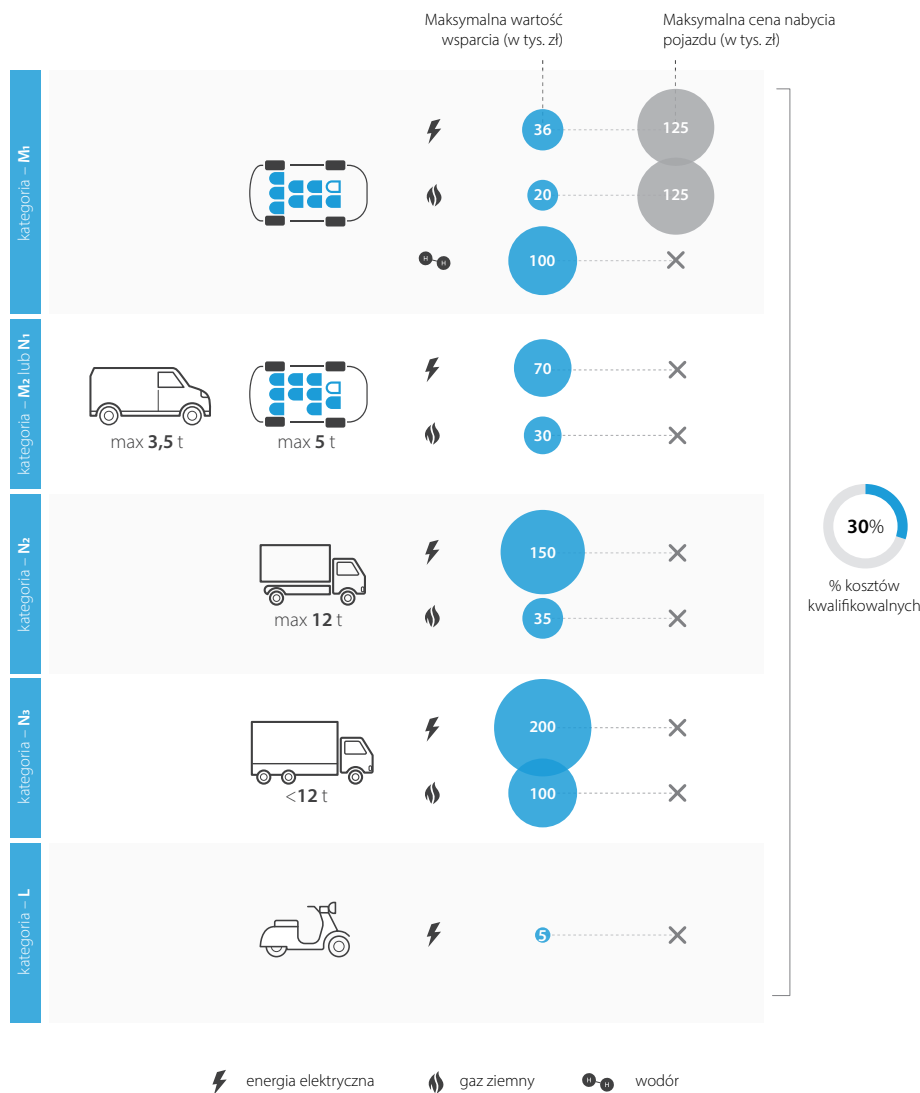 Maksymalna wartość
wsparcia (w tys. zł)
Maksymalna cena nabycia
pojazdu (w tys. zł)
kategoria – M1
36
125
20
125
H H
100
kategoria – M2 lub N1
max 3,5 t
max 5 t
70
30
kategoria – N2
max 12 t
150
35
30%
% kosztów
kwalifikowalnych
kategoria – N3
<12 t
200
100
kategoria – L
5
energia elektryczna
gaz ziemny
H H
wodór